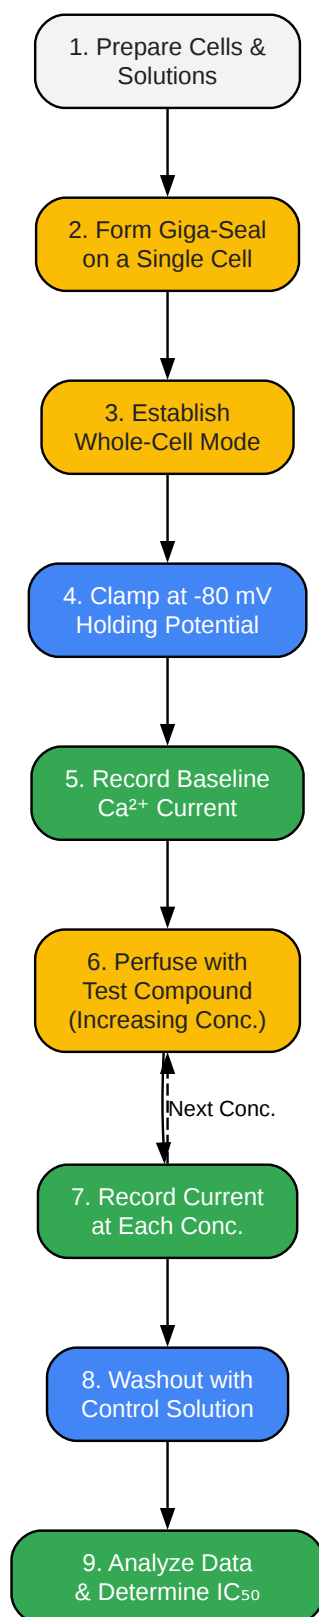 1. Prepare Cells &
Solutions
2. Form Giga-Seal
on a Single Cell
3. Establish
Whole-Cell Mode
4. Clamp at -80 mV
Holding Potential
5. Record Baseline
Ca²⁺ Current
6. Perfuse with
Test Compound
(Increasing Conc.)
Next Conc.
7. Record Current
at Each Conc.
8. Washout with
Control Solution
9. Analyze Data
& Determine IC₅₀